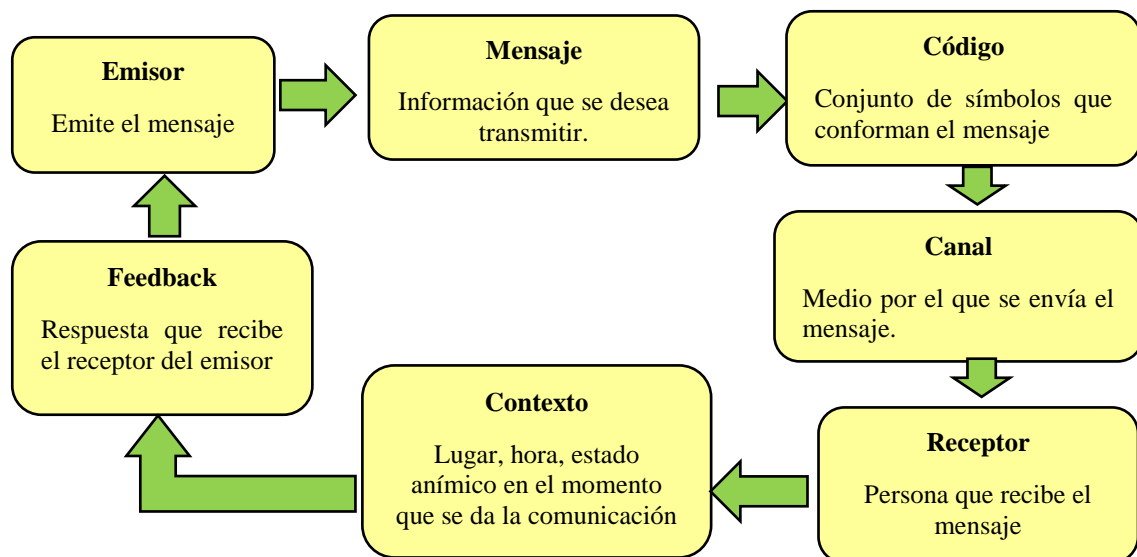 Emisor
Emite el mensaje
Mensaje
Información que se desea
transmitir.
Código
Conjunto de símbolos que
conforman el mensaje
Canal
Medio por el que se envía el
mensaje.
Receptor
Persona que recibe el
mensaje
Contexto
Lugar, hora, estado
anímico en el momento
que se da la comunicación
Feedback
Respuesta que recibe
el receptor del emisor